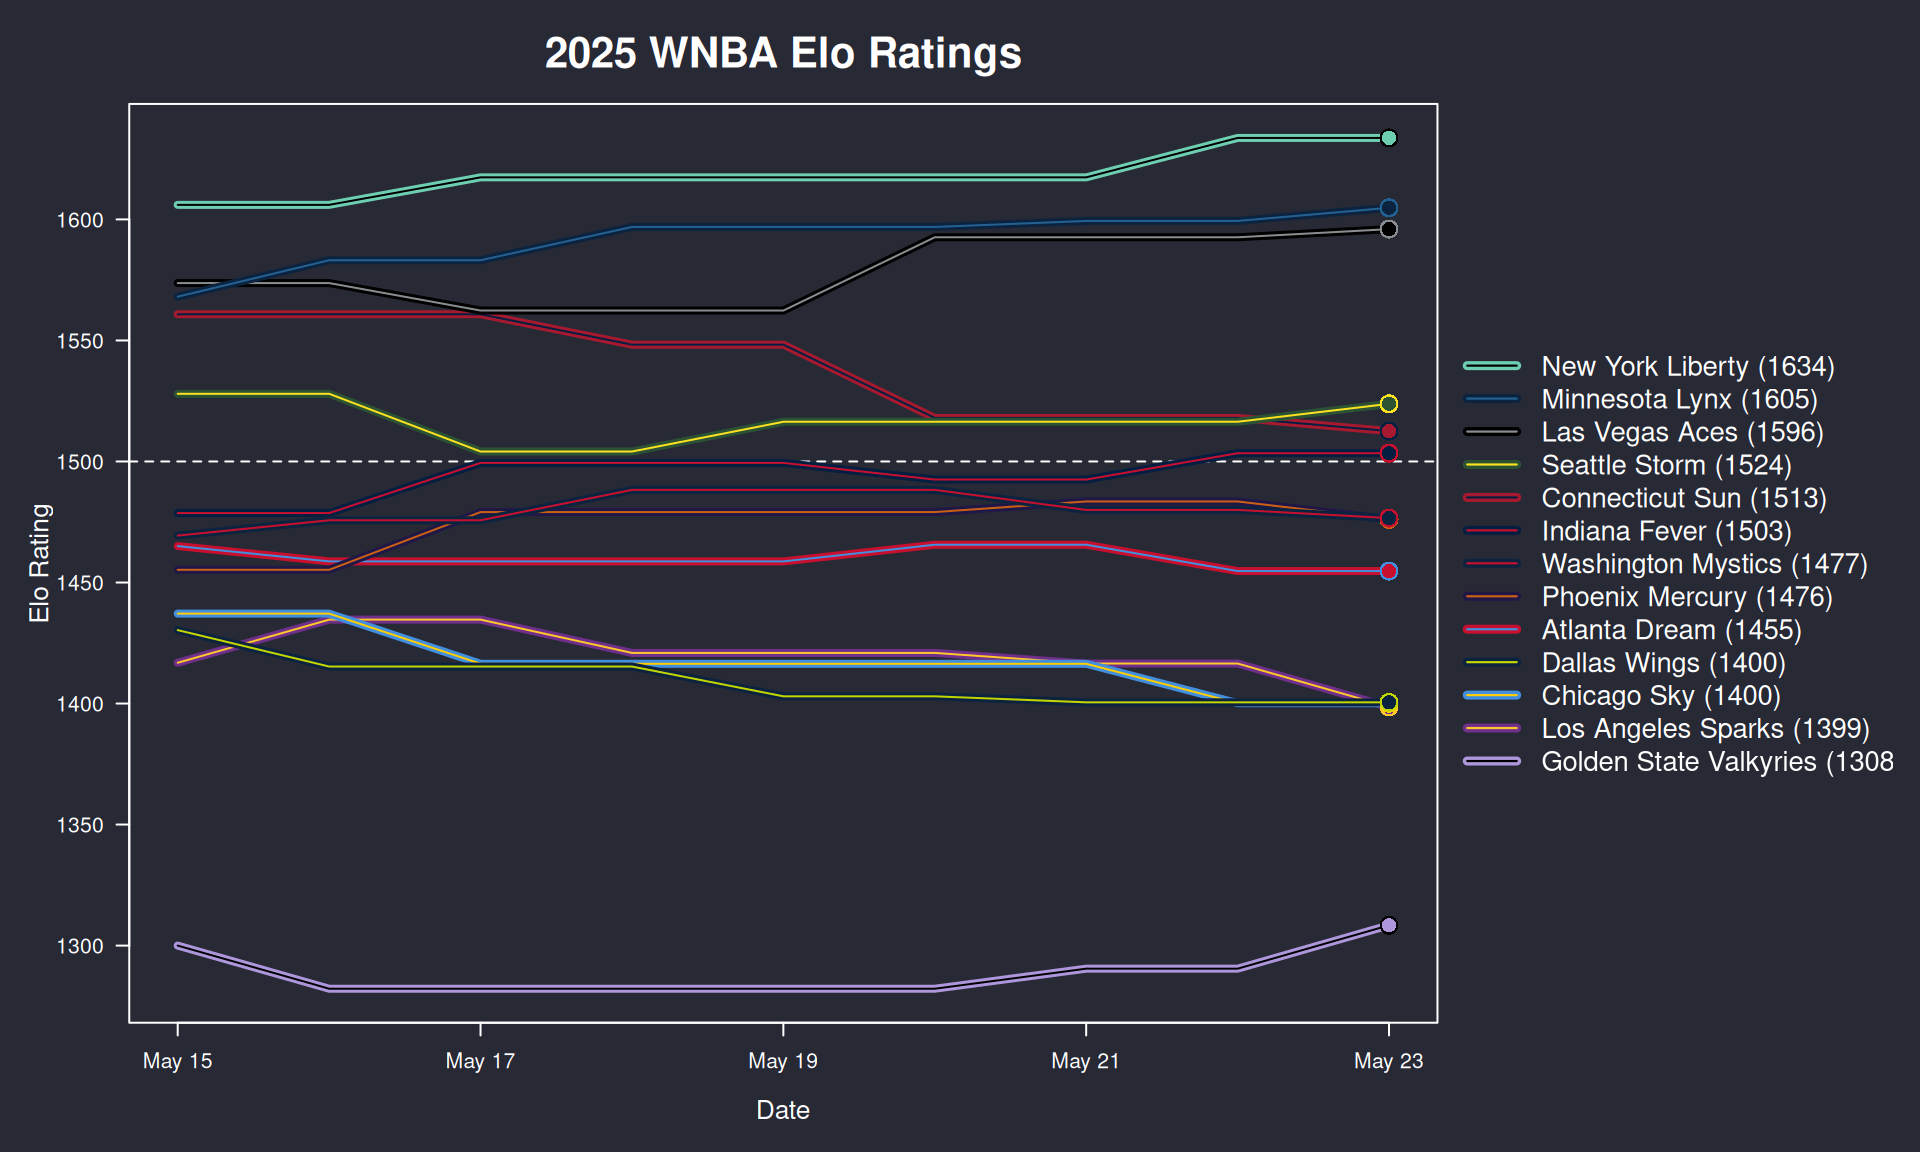 2025 WNBA Elo Ratings
Elo Rating
1600
1550
1500
1450
1400
1350
1300
May 15
May 17
May 19
May 21
May 23
Date
New York Liberty (1634)
Minnesota Lynx (1605)
Las Vegas Aces (1596)
Seattle Storm (1524)
Connecticut Sun (1513)
Indiana Fever (1503)
Washington Mystics (1477)
Phoenix Mercury (1476)
Atlanta Dream (1455)
Dallas Wings (1400)
Chicago Sky (1400)
Los Angeles Sparks (1399)
Golden State Valkyries (1308